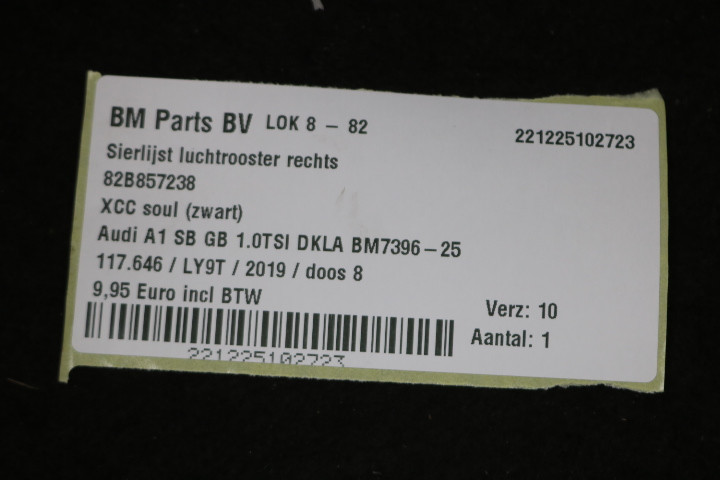 BM Parts BV LOK 8 – 82 221225102723
Sierlijst luchtrooster rechts
82B857238
XCC soul (zwart)
Audi A1 SB GB 1.0TSI DKLA BM7396–25
117.646 / LY9T / 2019 / doos 8
9,95 Euro incl BTW
Verz: 10
Aantal: 1
221225102723